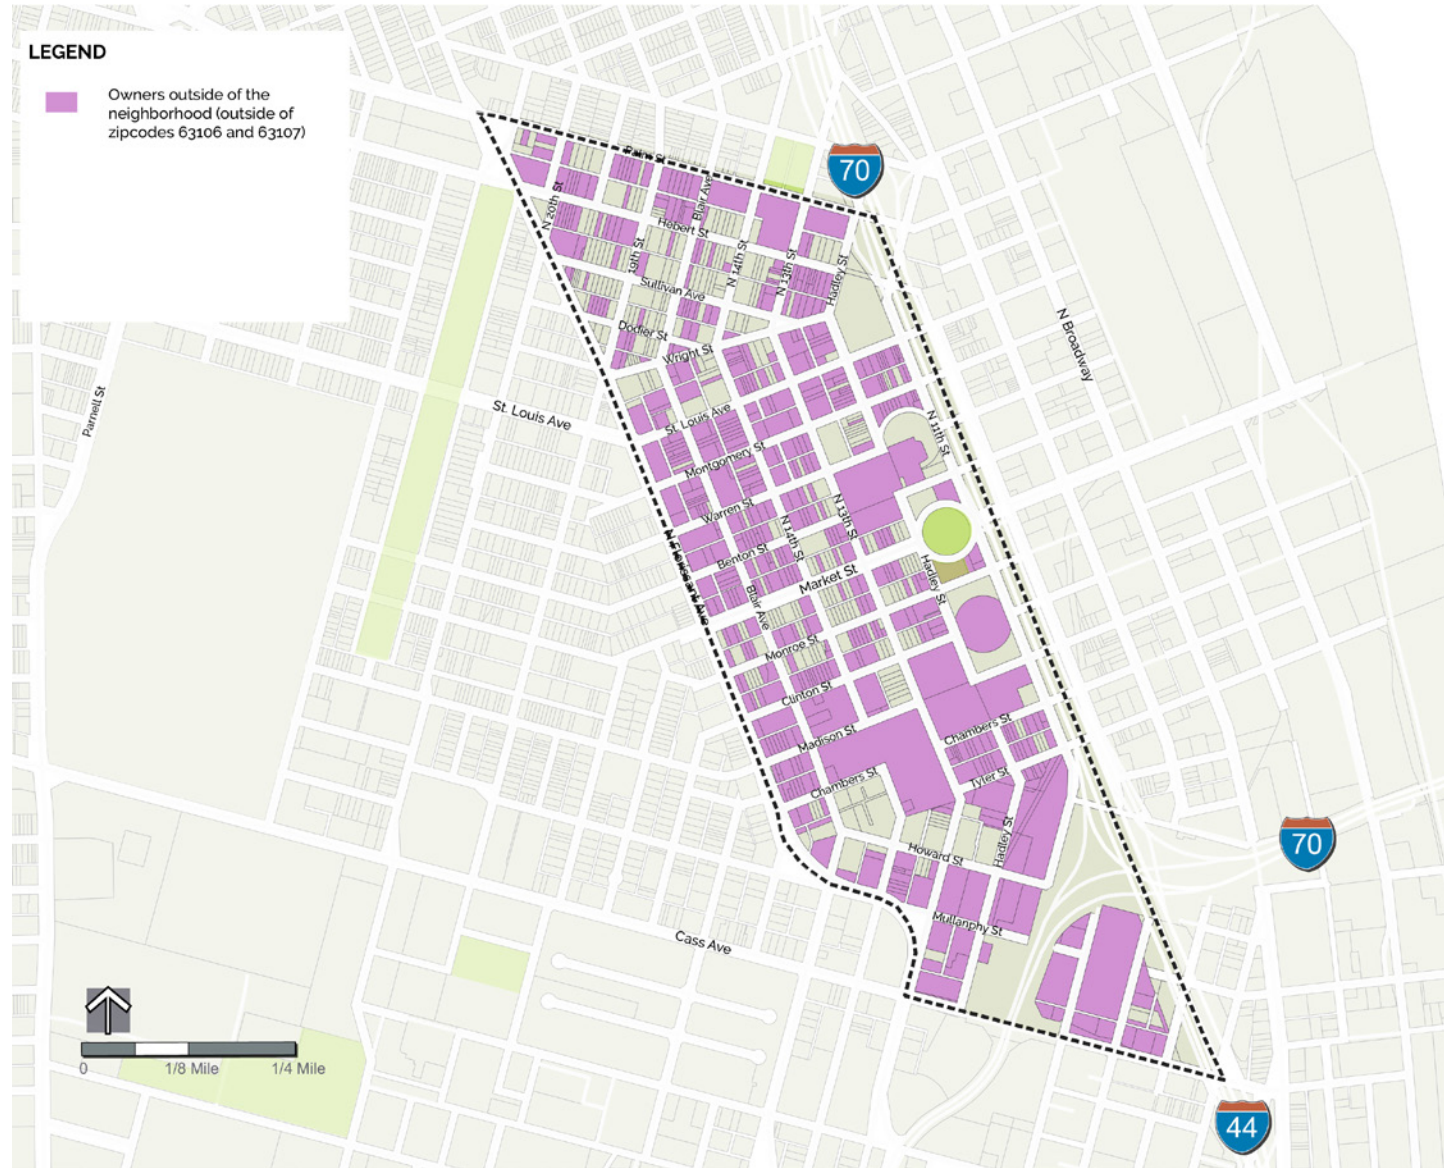 LEGEND
Owners outside of the
neighborhood (outside of
zipcodes 63106 and 63107)
70
Palm St
Blair Ave
N 20th St
Hebert St
19th St
N 14th St
N 13th St
Hadley St
Sullivan Ave
Dodier St
Wright St
N Broadway
Parnell St
St. Louis Ave
St. Louis Ave
N 11th St
Montgomery St
Warren St
N 13th St
N 14th St
Benton St
N Florissant Ave
Market St
Hadley St
Blair Ave
Monroe St
Clinton St
Madison St
Chambers St
Chambers St
Tyler St
Hadley St
Howard St
70
Mullanphy St
Cass Ave
0
1/8 Mile
1/4 Mile
44